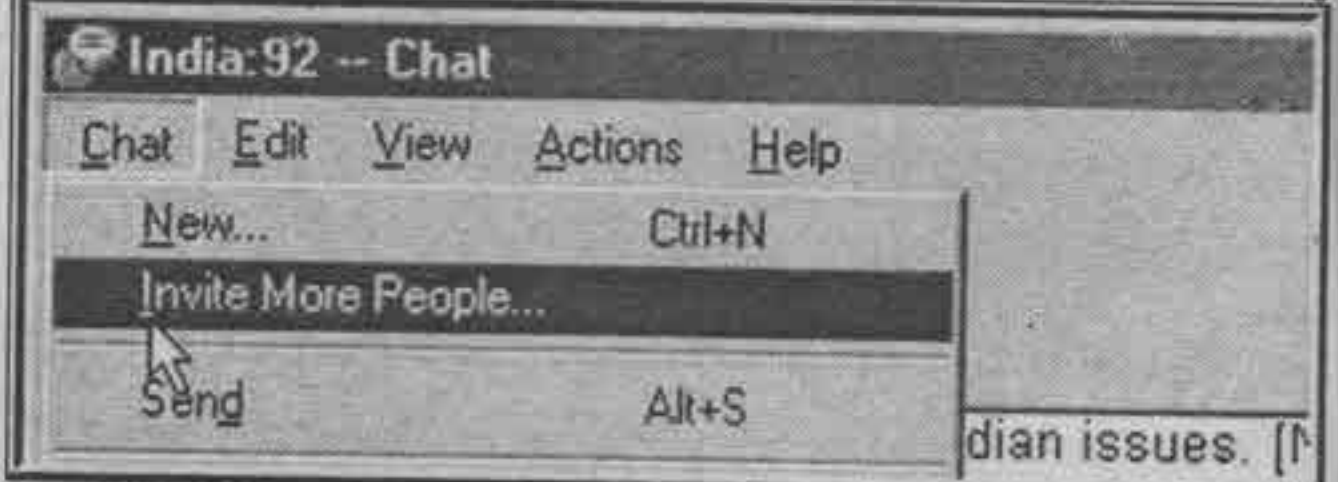 India:92 -- Chat
Chat Edit View Actions Help
New... Ctrl+N
Invite More People...
Send Alt+S
dian issues.